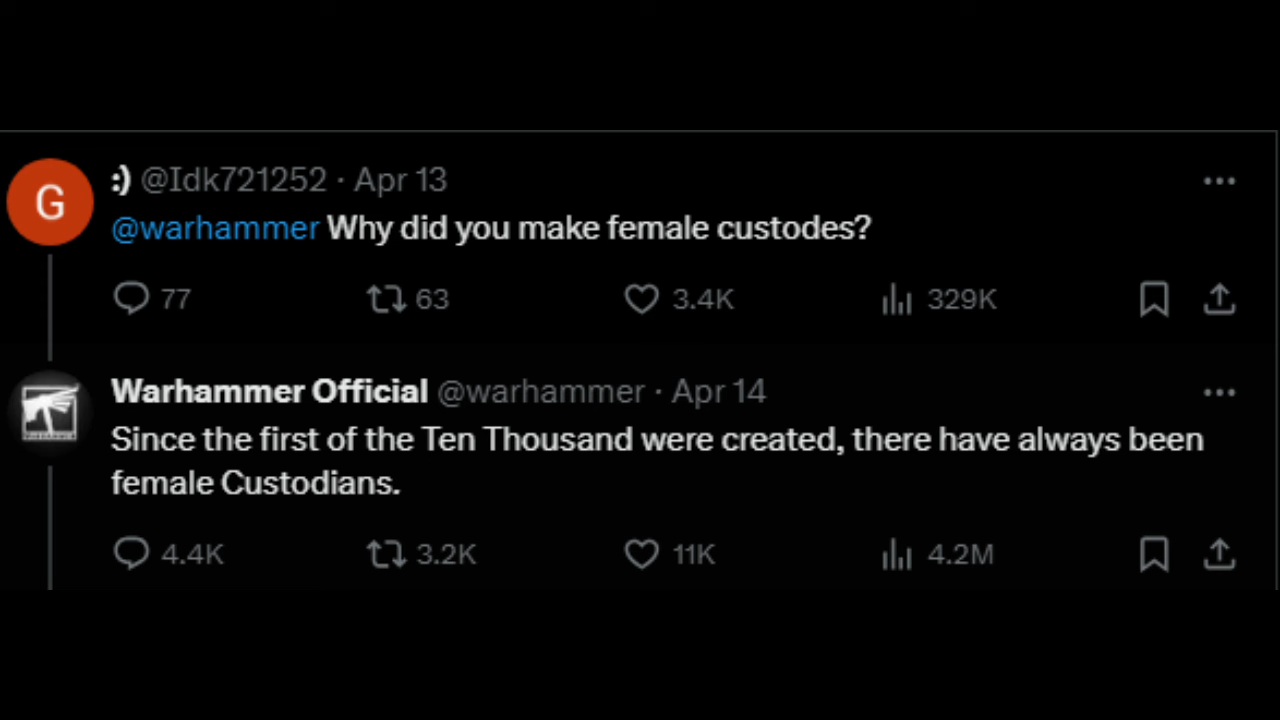 G
:) @Idk721252 · Apr 13
@warhammer Why did you make female custodes?
77 63 3.4K 329K
Warhammer Official @warhammer · Apr 14
Since the first of the Ten Thousand were created, there have always been
female Custodians.
4.4K 3.2K 11K 4.2M